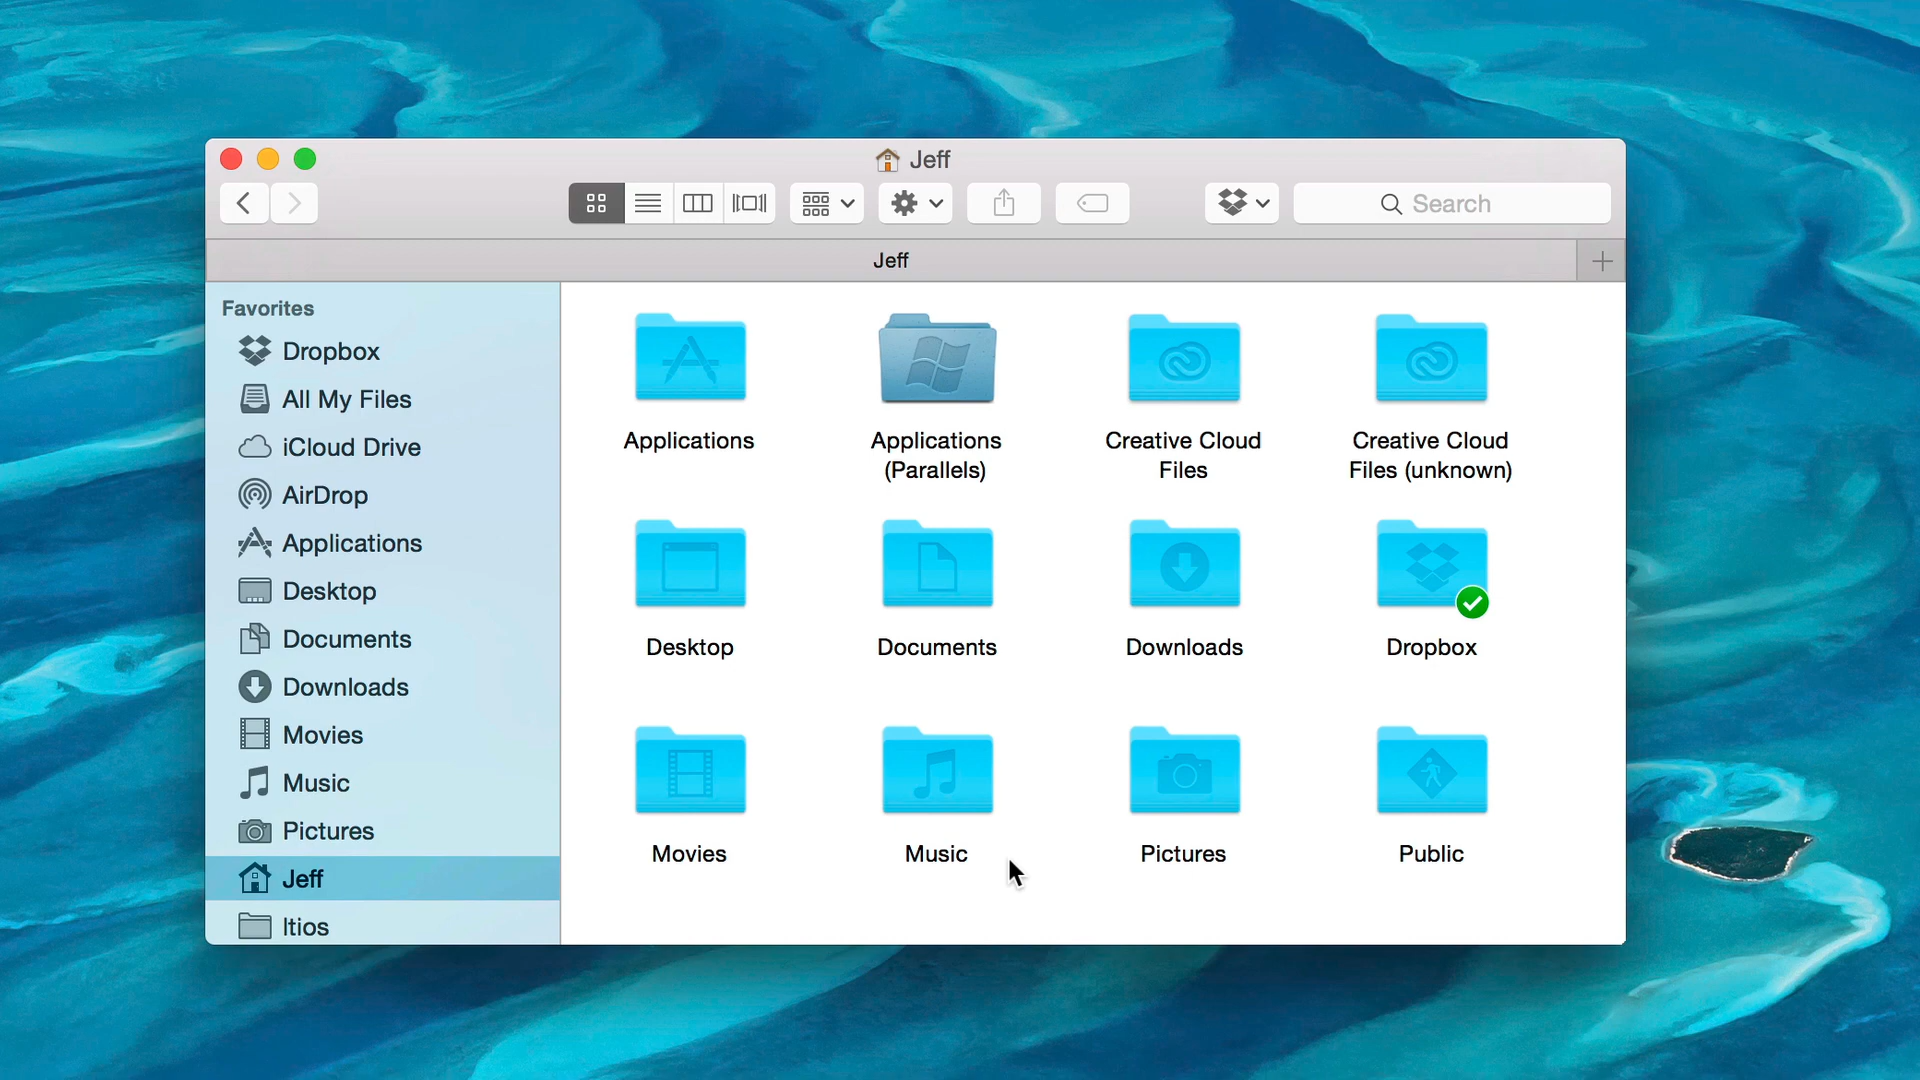 Jeff
Search
Jeff
Favorites
Dropbox
All My Files
iCloud Drive
AirDrop
Applications
Desktop
Documents
Downloads
Movies
Music
Pictures
Jeff
ltios
Applications
Applications
(Parallels)
Creative Cloud
Files
Creative Cloud
Files (unknown)
Desktop
Documents
Downloads
Dropbox
Movies
Music
Pictures
Public